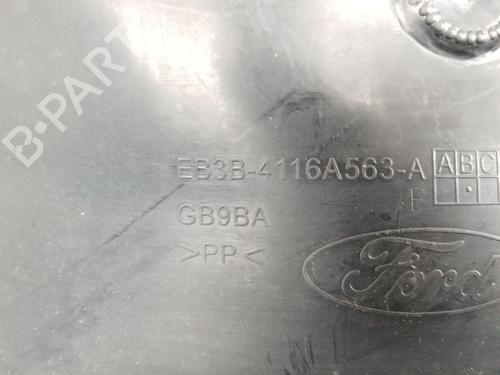 B-PARTS
EB3B-4116A563-A ABC
E
GB9BA
>PP<
Ford